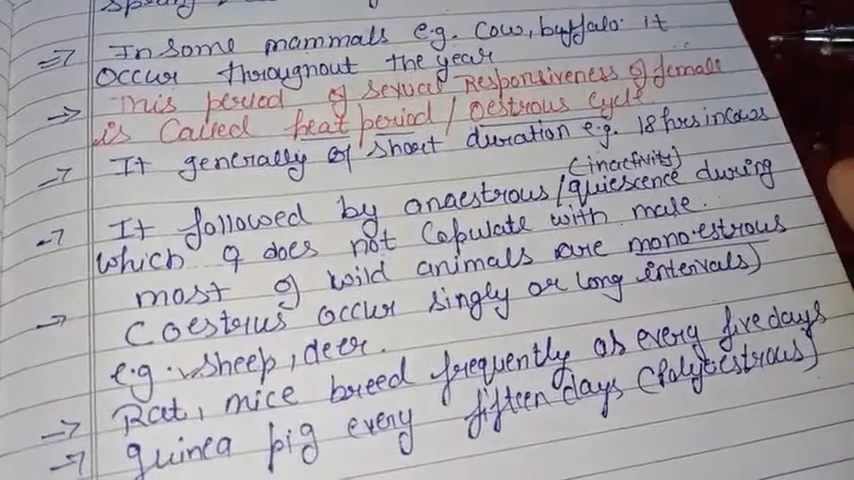 ⇒ In some mammals e.g. cow, buffalo. it
occur throughout the year
→ This period of sexual Responsiveness of female
is Called heat period / Oestrous Cycle.
→ It generally of short duration e.g. 18 hrs in cows
(inactivity)
→ It followed by anaestrous / quiescence during
which ♀ does not Copulate with male.
→ most of wild animals are mono-estrous
(oestrus occur singly or long intervals)
e.g. sheep, deer.
→ Rat, mice breed frequently as every five days
→ guinea pig every fifteen days (Polyoestrous)